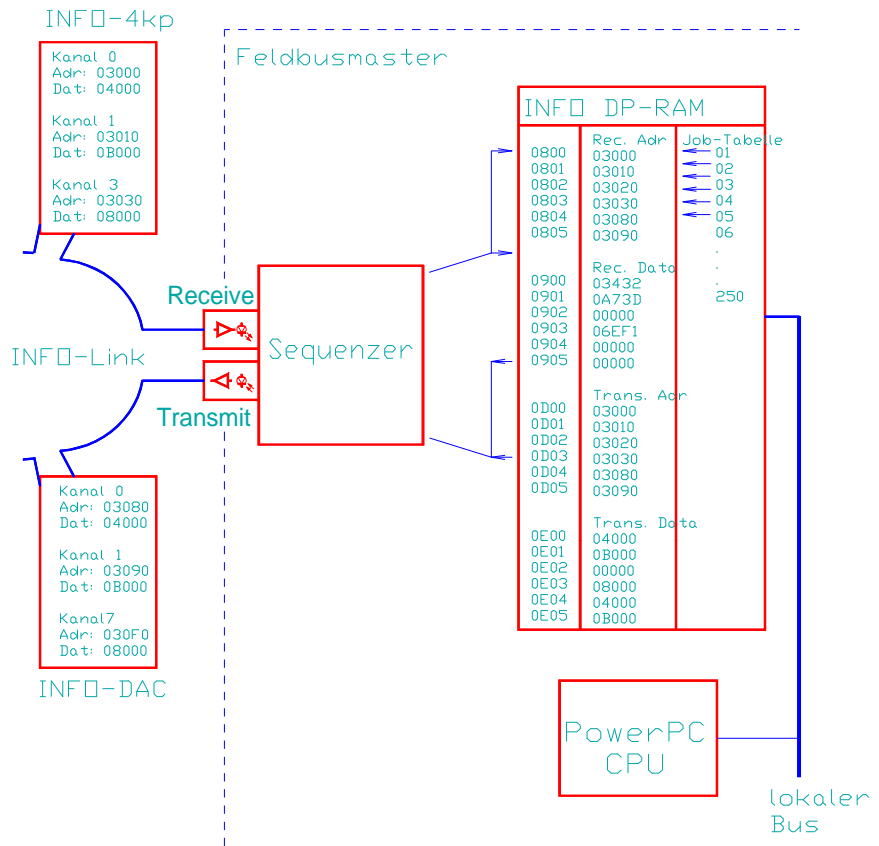 INFO-4kp
Kanal 0
Adr: 03000
Dat: 04000
Kanal 1
Adr: 03010
Dat: 0B000
Kanal 3
Adr: 03030
Dat: 08000
Feldbusmaster
Receive
INFO-Link
Transmit
Sequenzer
Kanal 0
Adr: 03080
Dat: 04000
Kanal 1
Adr: 03090
Dat: 0B000
Kanal7
Adr: 030F0
Dat: 08000
INFO-DAC
INFO DP-RAM
Rec. Adr Job-Tabelle
0800 03000 01
0801 03010 02
0802 03020 03
0803 03030 04
0804 03080 05
0805 03090 06
.
.
.
250
Rec. Data
0900 03432
0901 0A73D
0902 00000
0903 06EF1
0904 00000
0905 00000
Trans. Adr
0D00 03000
0D01 03010
0D02 03020
0D03 03030
0D04 03080
0D05 03090
Trans. Data
0E00 04000
0E01 0B000
0E02 00000
0E03 08000
0E04 04000
0E05 0B000
PowerPC
CPU
lokaler
Bus